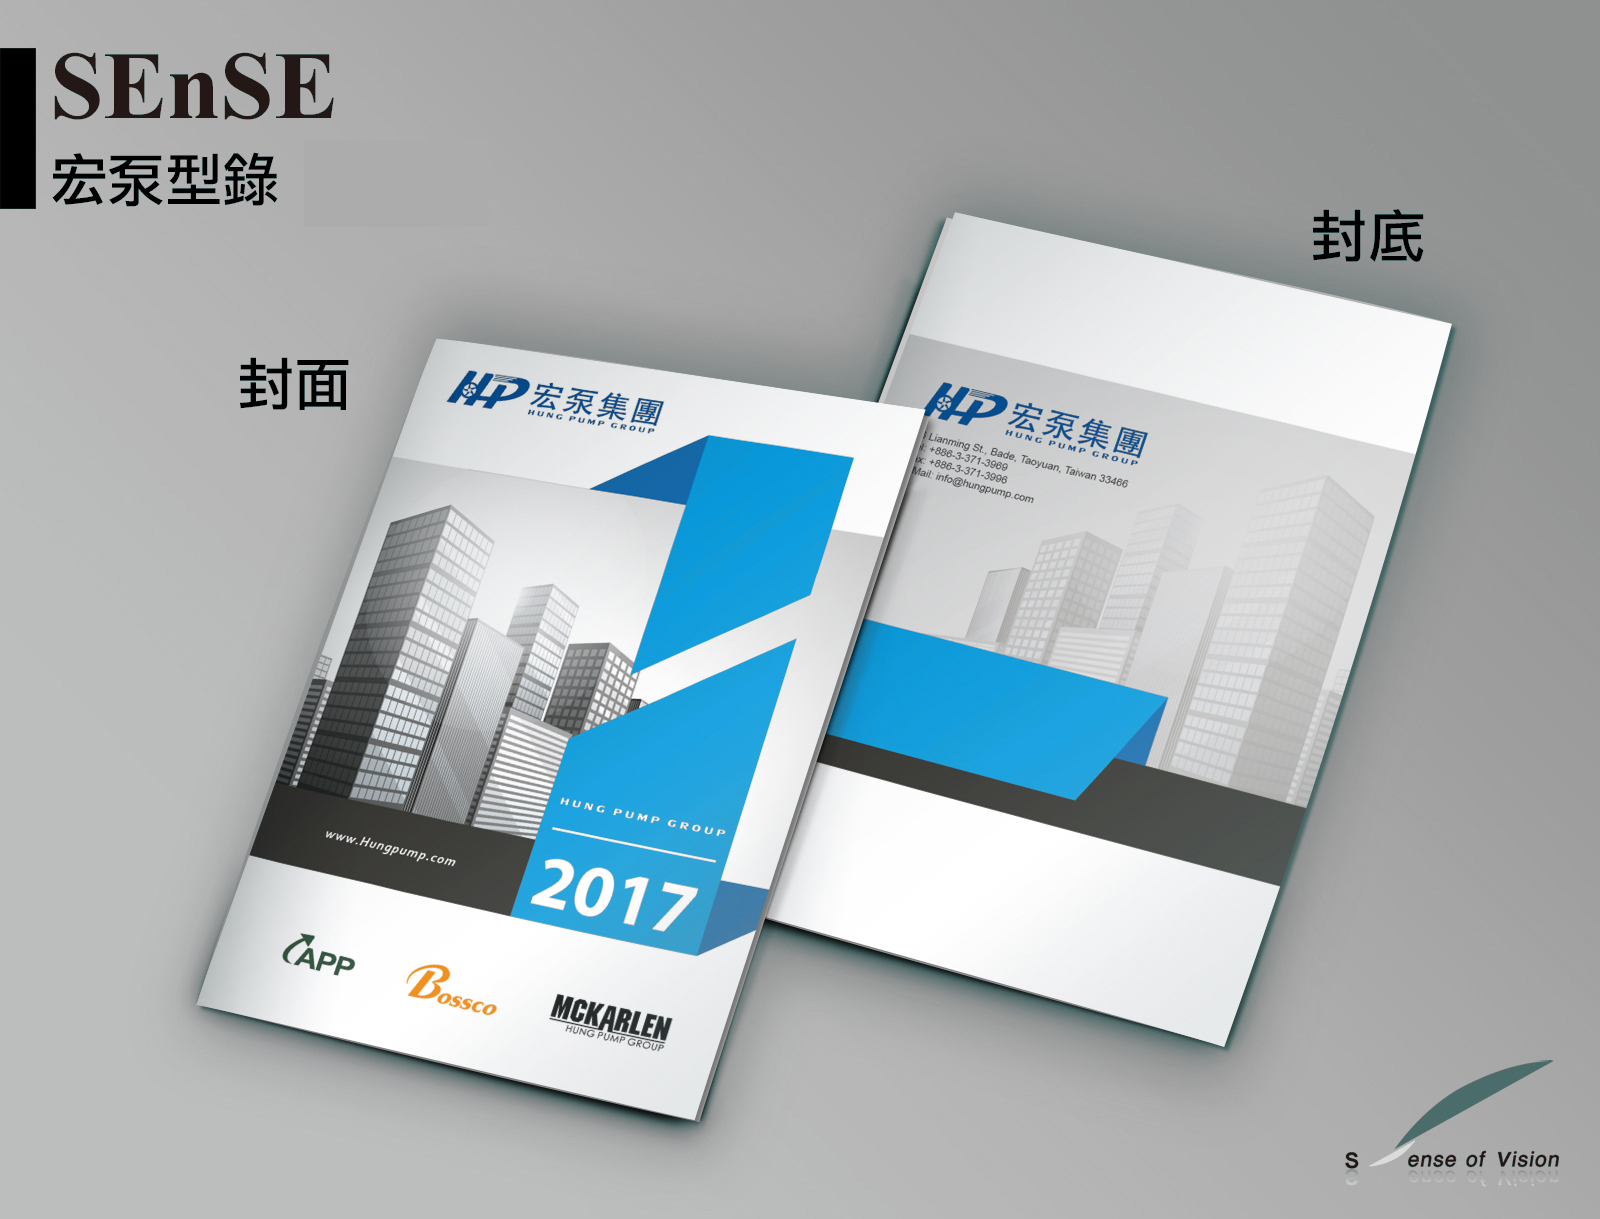 SEnSE
宏泵型錄
封底
封面
HP 宏泵集團
HUNG PUMP GROUP
HUNG PUMP GROUP
2017
www.Hungpump.com
APP
Bossco
MCKARLEN
HUNG PUMP GROUP
HP 宏泵集團
HUNG PUMP GROUP
Lianming St., Bade, Taoyuan, Taiwan 33466
+886-3-371-3969
+886-3-371-3996
Mail: info@hungpump.com
Sense of Vision